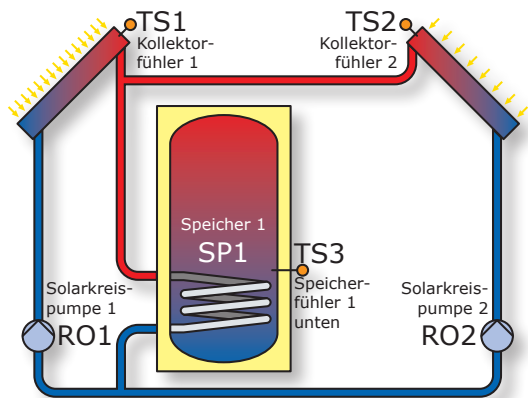 TS1
Kollektor-
fühler 1
TS2
Kollektor-
fühler 2
Speicher 1
SP1
TS3
Speicher-
fühler 1
unten
Solarkreis-
pumpe 1
RO1
Solarkreis-
pumpe 2
RO2